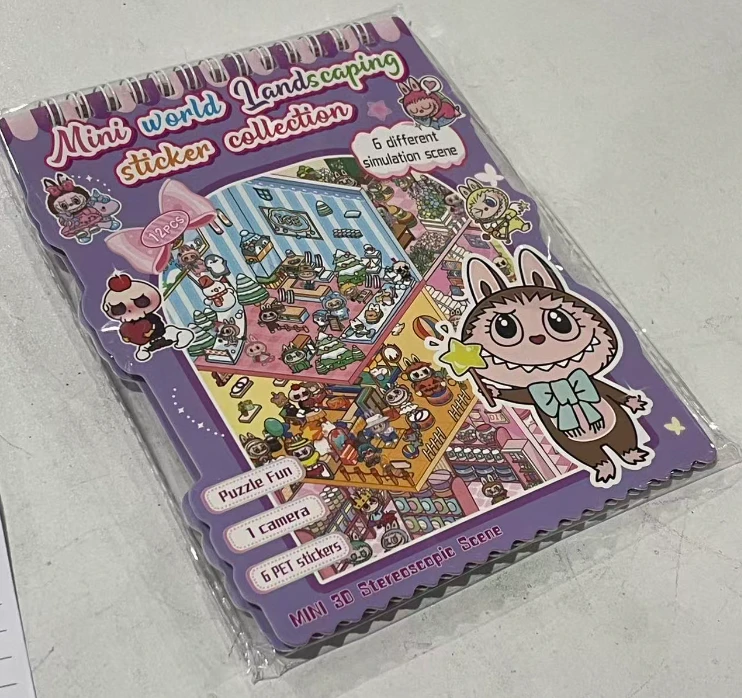 Mini world Landscaping
sticker collection
6 different
simulation scene
12PCS
Puzzle Fun
1 camera
6 PET stickers
MINI 3D Stereoscopic Scene